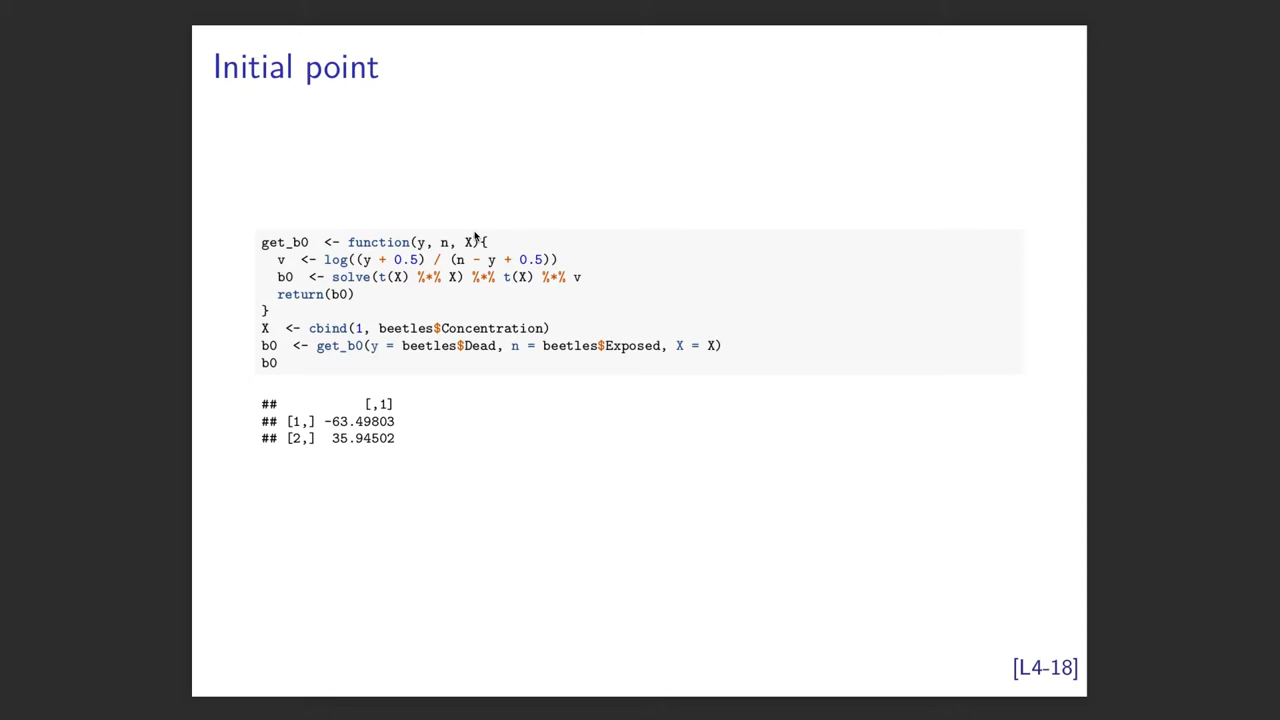 Initial point
get_b0 <- function(y, n, X){
v <- log((y + 0.5) / (n - y + 0.5))
b0 <- solve(t(X) %*% X) %*% t(X) %*% v
return(b0)
}
X <- cbind(1, beetles$Concentration)
b0 <- get_b0(y = beetles$Dead, n = beetles$Exposed, X = X)
b0
## [,1]
## [1,] -63.49803
## [2,] 35.94502
[L4-18]